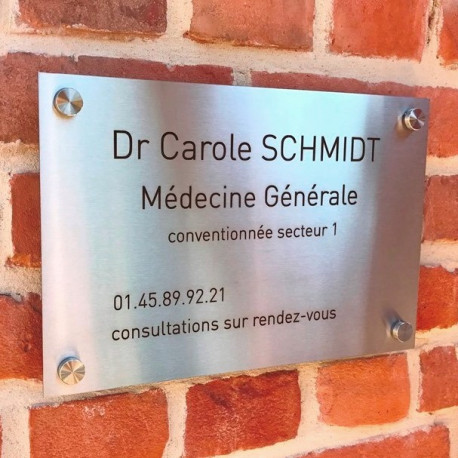 Dr Carole SCHMIDT
Médecine Générale
conventionnée secteur 1
01.45.89.92.21
consultations sur rendez-vous